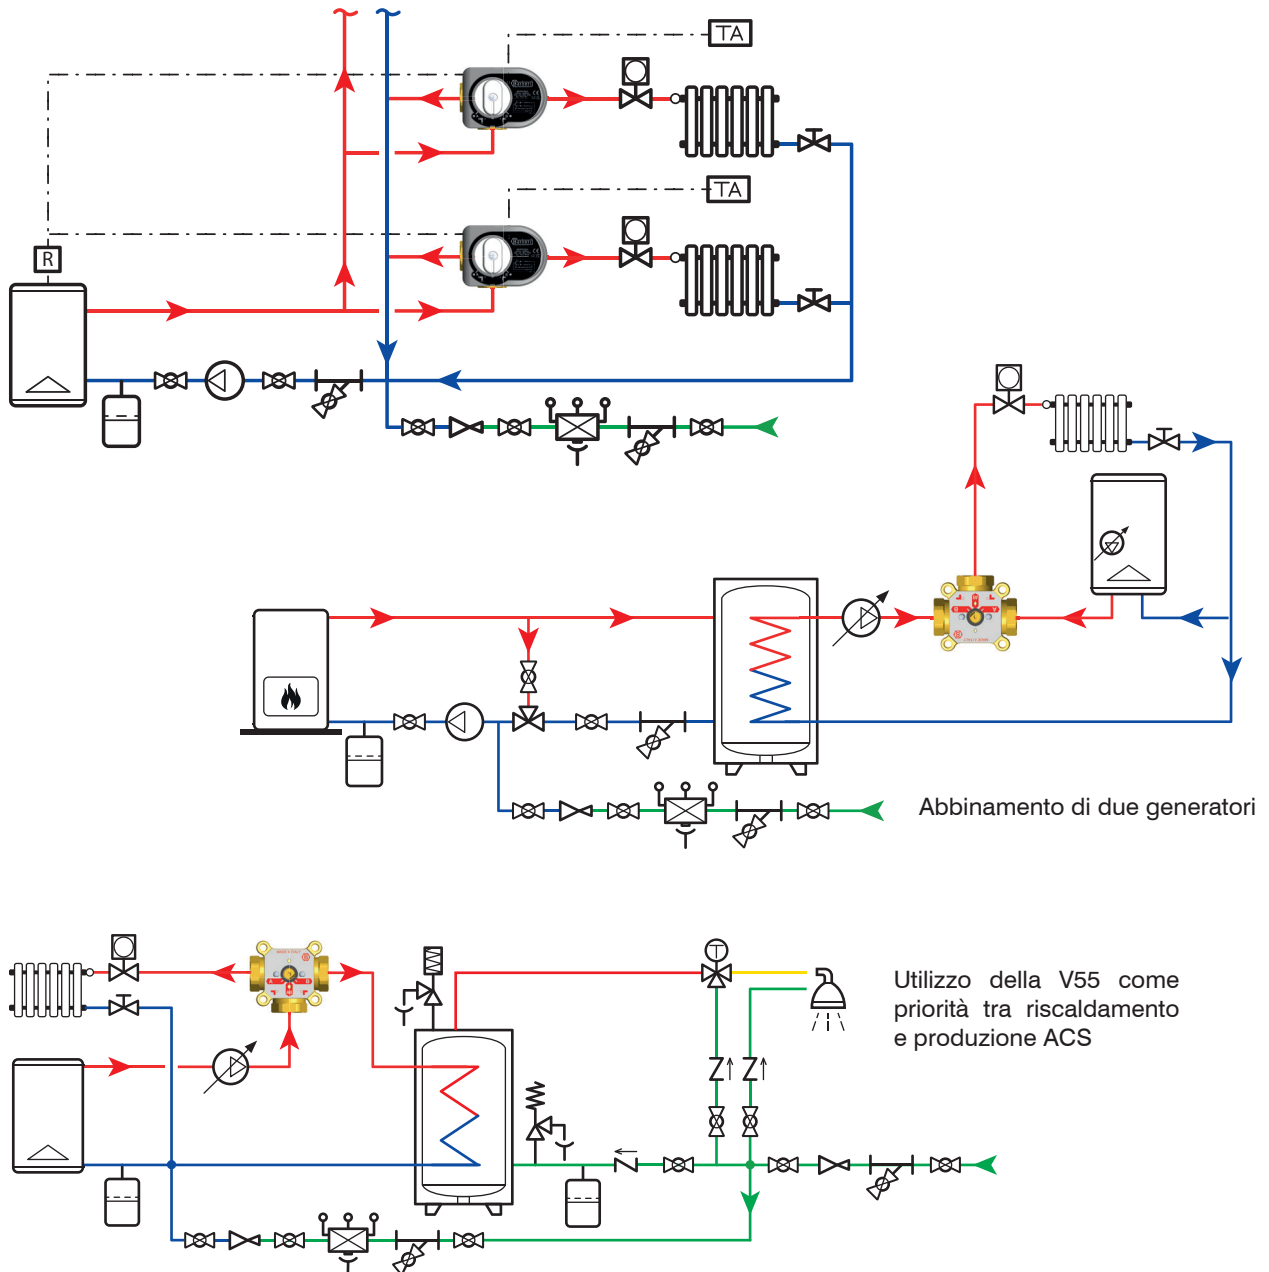 TA
TA
R
Abbinamento di due generatori
T
Utilizzo della V55 come
priorità tra riscaldamento
e produzione ACS